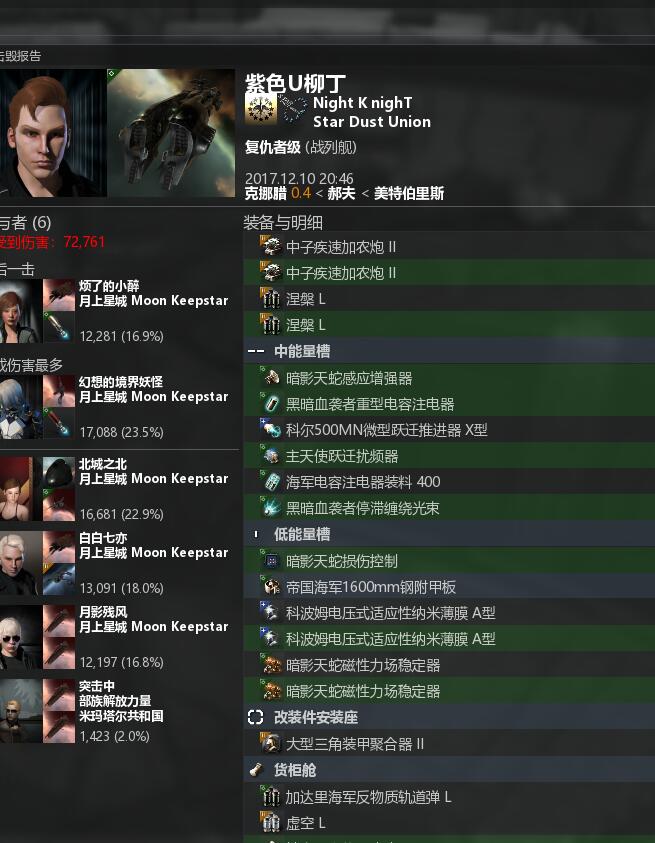 击毁报告
紫色U柳丁
Night K nighT
Star Dust Union
复仇者级 (战列舰)
2017.12.10 20:46
克挪腊 0.4 < 郝夫 < 美特伯里斯
与者 (6)
受到伤害: 72,761
后一击
烦了的小醉
月上星城 Moon Keepstar
12,281 (16.9%)
成伤害最多
幻想的境界妖怪
月上星城 Moon Keepstar
17,088 (23.5%)
北城之北
月上星城 Moon Keepstar
16,681 (22.9%)
白白七亦
月上星城 Moon Keepstar
13,091 (18.0%)
月影残风
月上星城 Moon Keepstar
12,197 (16.8%)
突击中
部族解放力量
米玛塔尔共和国
1,423 (2.0%)
装备与明细
中子疾速加农炮 II
中子疾速加农炮 II
涅槃 L
涅槃 L
中能量槽
暗影天蛇感应增强器
黑暗血袭者重型电容注电器
科尔500MN微型跃迁推进器 X型
主天使跃迁扰频器
海军电容注电器装料 400
黑暗血袭者停滞缠绕光束
低能量槽
暗影天蛇损伤控制
帝国海军1600mm钢附甲板
科波姆电压式适应性纳米薄膜 A型
科波姆电压式适应性纳米薄膜 A型
暗影天蛇磁性力场稳定器
暗影天蛇磁性力场稳定器
改装件安装座
大型三角装甲聚合器 II
货柜舱
加达里海军反物质轨道弹 L
虚空 L